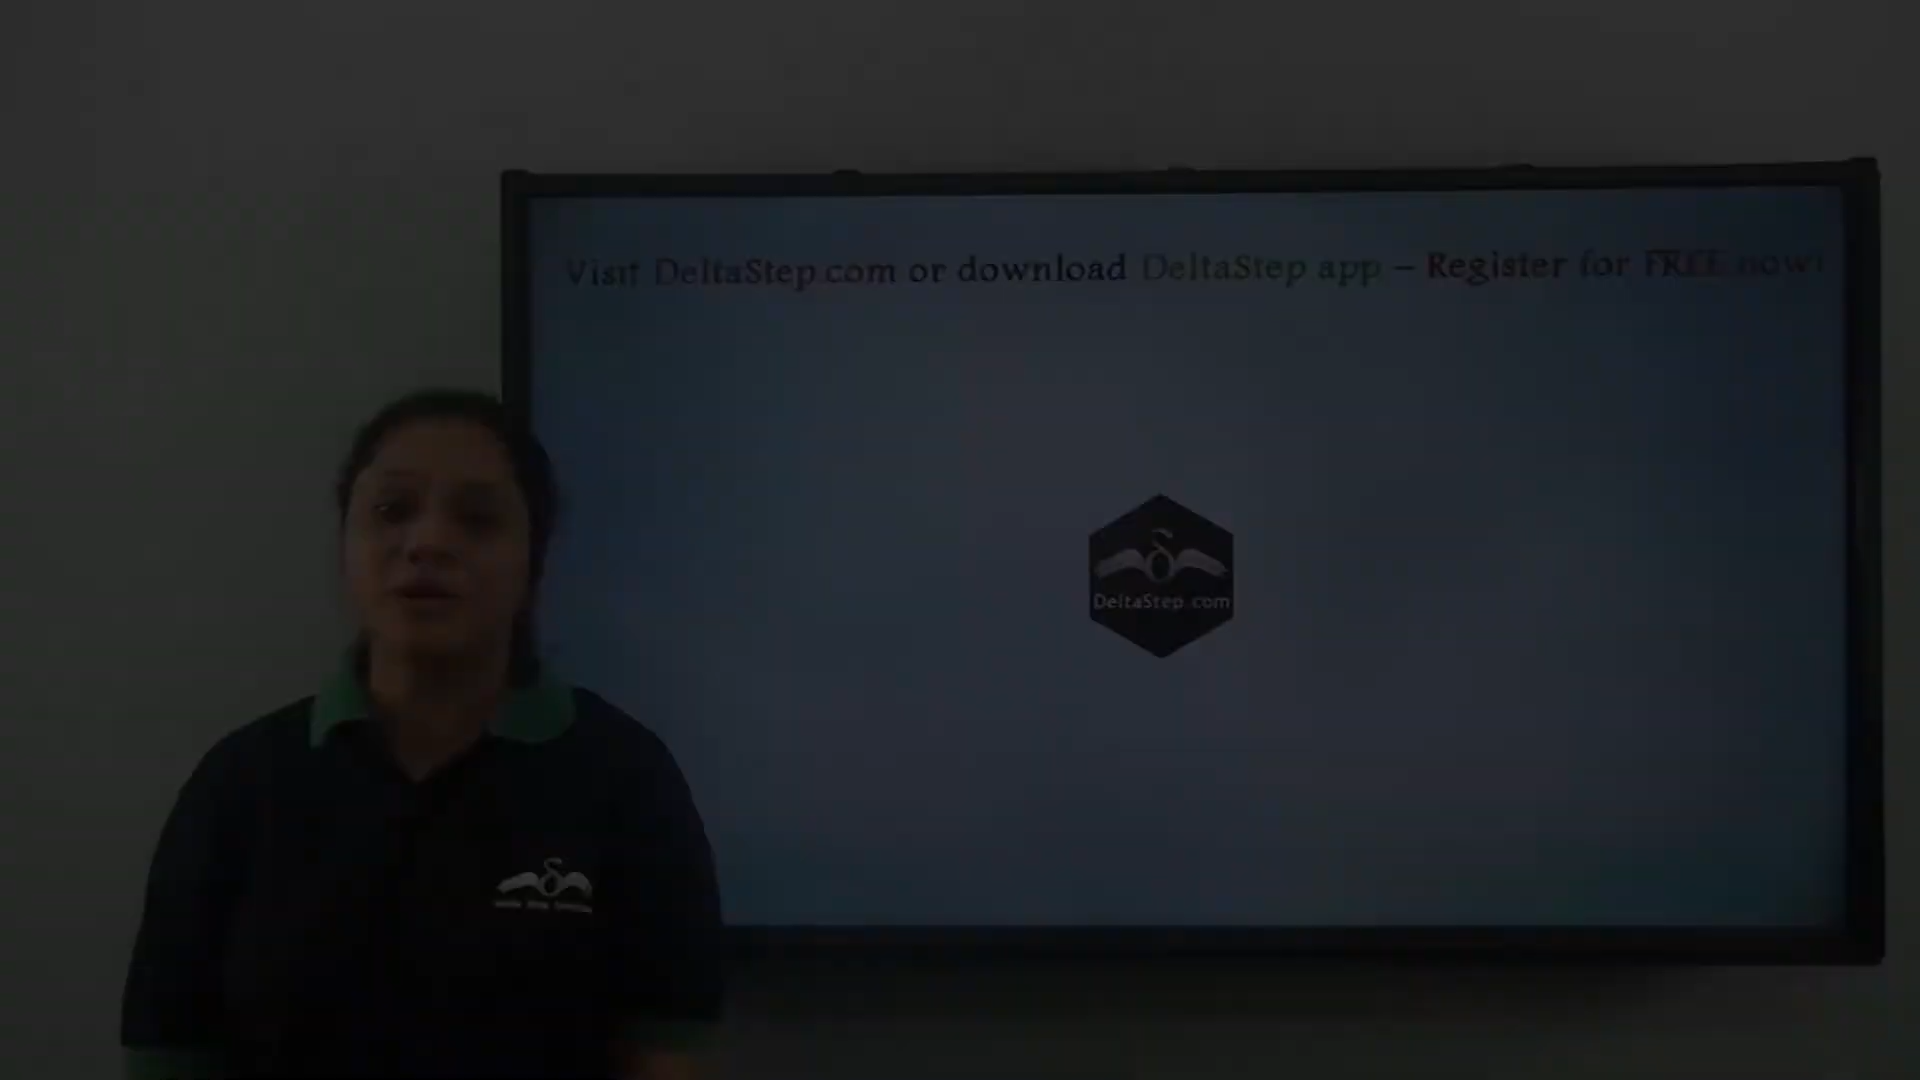 Visit DeltaStep.com or download DeltaStep app – Register for FREE now!
DeltaStep.com